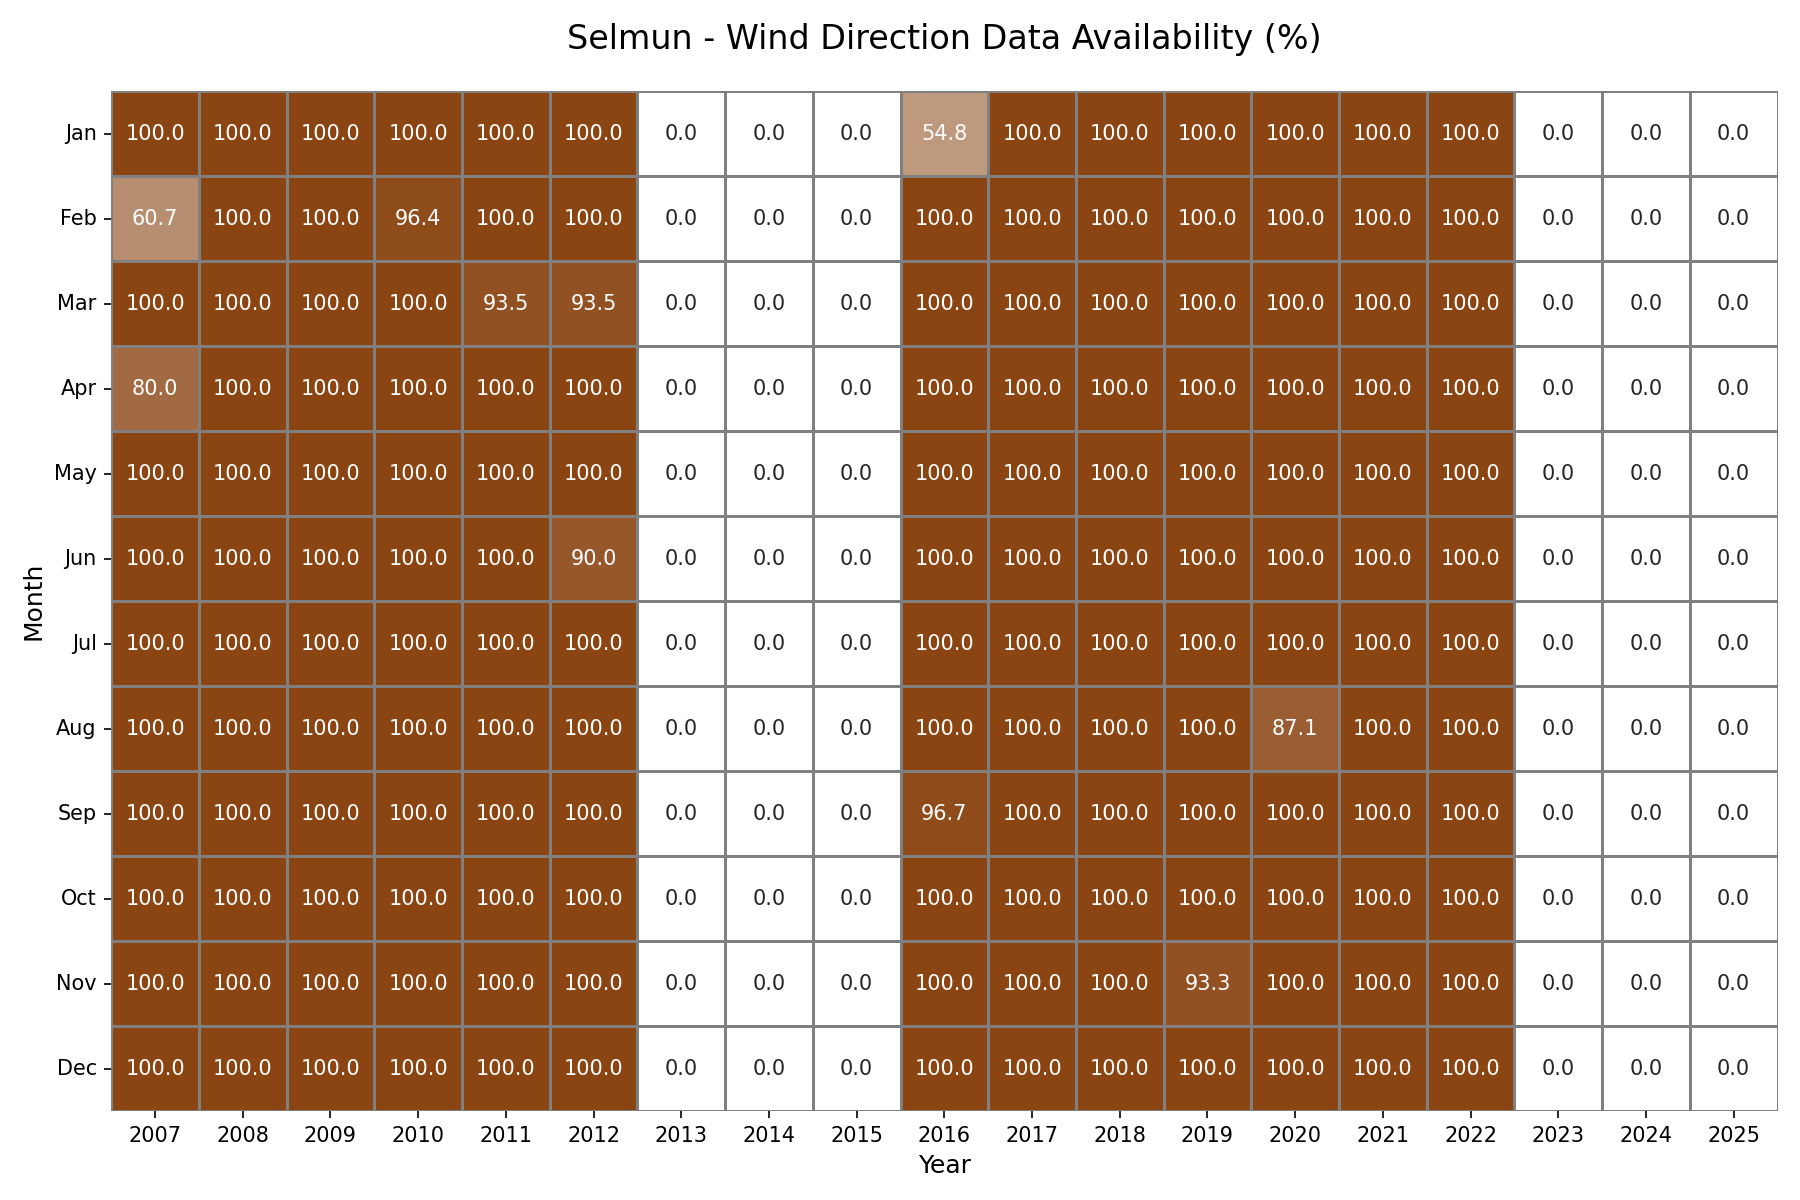 Selmun - Wind Direction Data Availability (%)
Jan 100.0 100.0 100.0 100.0 100.0 100.0 0.0 0.0 0.0 54.8 100.0 100.0 100.0 100.0 100.0 100.0 0.0 0.0 0.0
Feb 60.7 100.0 100.0 96.4 100.0 100.0 0.0 0.0 0.0 100.0 100.0 100.0 100.0 100.0 100.0 100.0 0.0 0.0 0.0
Mar 100.0 100.0 100.0 100.0 93.5 93.5 0.0 0.0 0.0 100.0 100.0 100.0 100.0 100.0 100.0 100.0 0.0 0.0 0.0
Apr 80.0 100.0 100.0 100.0 100.0 100.0 0.0 0.0 0.0 100.0 100.0 100.0 100.0 100.0 100.0 100.0 0.0 0.0 0.0
May 100.0 100.0 100.0 100.0 100.0 100.0 0.0 0.0 0.0 100.0 100.0 100.0 100.0 100.0 100.0 100.0 0.0 0.0 0.0
Jun 100.0 100.0 100.0 100.0 100.0 90.0 0.0 0.0 0.0 100.0 100.0 100.0 100.0 100.0 100.0 100.0 0.0 0.0 0.0
Month
Jul 100.0 100.0 100.0 100.0 100.0 100.0 0.0 0.0 0.0 100.0 100.0 100.0 100.0 100.0 100.0 100.0 0.0 0.0 0.0
Aug 100.0 100.0 100.0 100.0 100.0 100.0 0.0 0.0 0.0 100.0 100.0 100.0 100.0 87.1 100.0 100.0 0.0 0.0 0.0
Sep 100.0 100.0 100.0 100.0 100.0 100.0 0.0 0.0 0.0 96.7 100.0 100.0 100.0 100.0 100.0 100.0 0.0 0.0 0.0
Oct 100.0 100.0 100.0 100.0 100.0 100.0 0.0 0.0 0.0 100.0 100.0 100.0 100.0 100.0 100.0 100.0 0.0 0.0 0.0
Nov 100.0 100.0 100.0 100.0 100.0 100.0 0.0 0.0 0.0 100.0 100.0 100.0 93.3 100.0 100.0 100.0 0.0 0.0 0.0
Dec 100.0 100.0 100.0 100.0 100.0 100.0 0.0 0.0 0.0 100.0 100.0 100.0 100.0 100.0 100.0 100.0 0.0 0.0 0.0
2007 2008 2009 2010 2011 2012 2013 2014 2015 2016 2017 2018 2019 2020 2021 2022 2023 2024 2025
Year